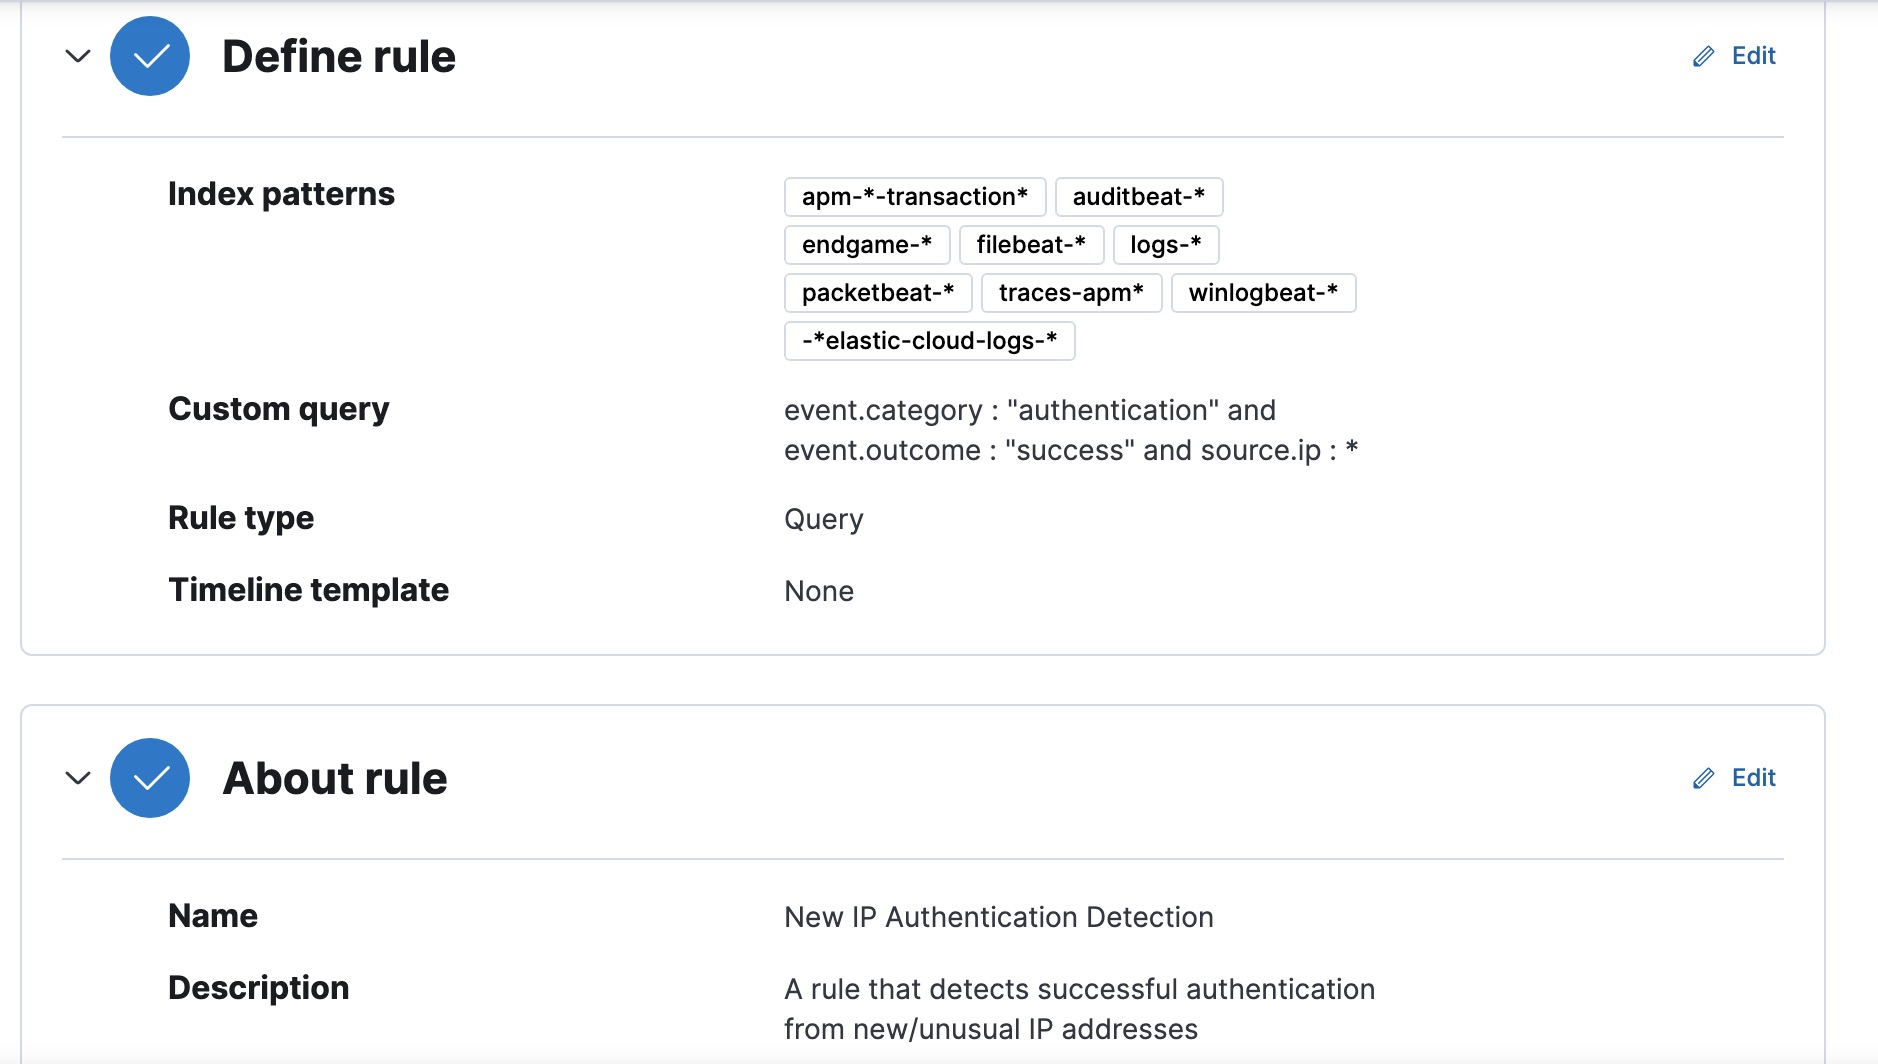 Define rule
Edit
Index patterns
apm-*-transaction* auditbeat-*
endgame-* filebeat-* logs-*
packetbeat-* traces-apm* winlogbeat-*
-*elastic-cloud-logs-*
Custom query
event.category : "authentication" and
event.outcome : "success" and source.ip : *
Rule type
Query
Timeline template
None
About rule
Edit
Name
New IP Authentication Detection
Description
A rule that detects successful authentication
from new/unusual IP addresses